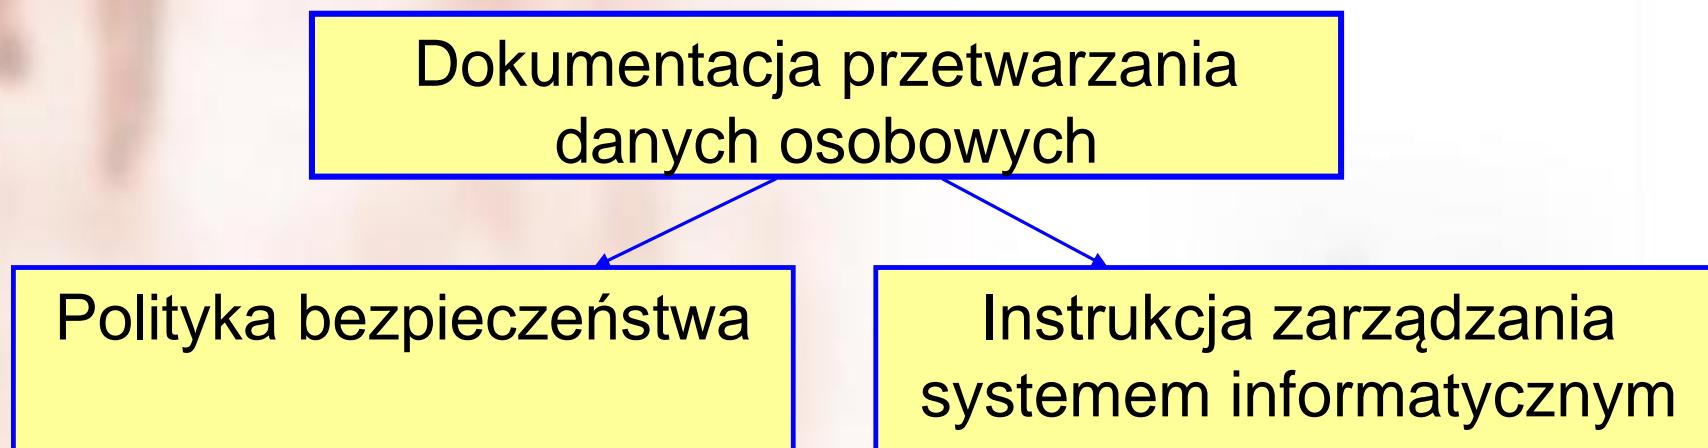 Dokumentacja przetwarzania
danych osobowych
Polityka bezpieczeństwa
Instrukcja zarządzania
systemem informatycznym